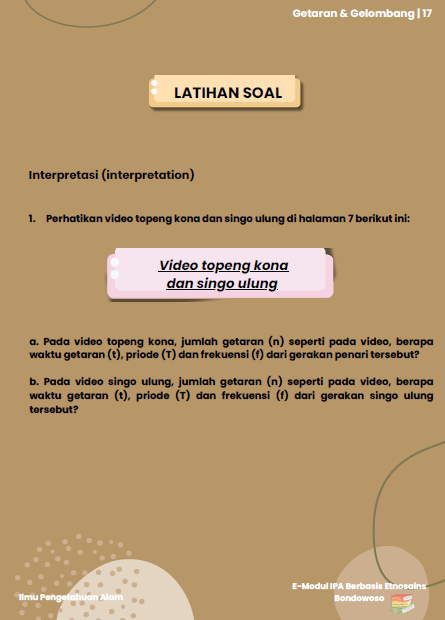 Getaran & Gelombang | 17
LATIHAN SOAL
Interpretasi (interpretation)
1. Perhatikan video topeng kona dan singo ulung di halaman 7 berikut ini:
Video topeng kona
dan singo ulung
a. Pada video topeng kona, jumlah getaran (n) seperti pada video, berapa
waktu getaran (t), priode (T) dan frekuensi (f) dari gerakan penari tersebut?
b. Pada video singo ulung, jumlah getaran (n) seperti pada video, berapa
waktu getaran (t), priode (T) dan frekuensi (f) dari gerakan singo ulung
tersebut?
E-Modul IPA Berbasis Etnosains
Ilmu Pengetahuan Alam
Bondowoso